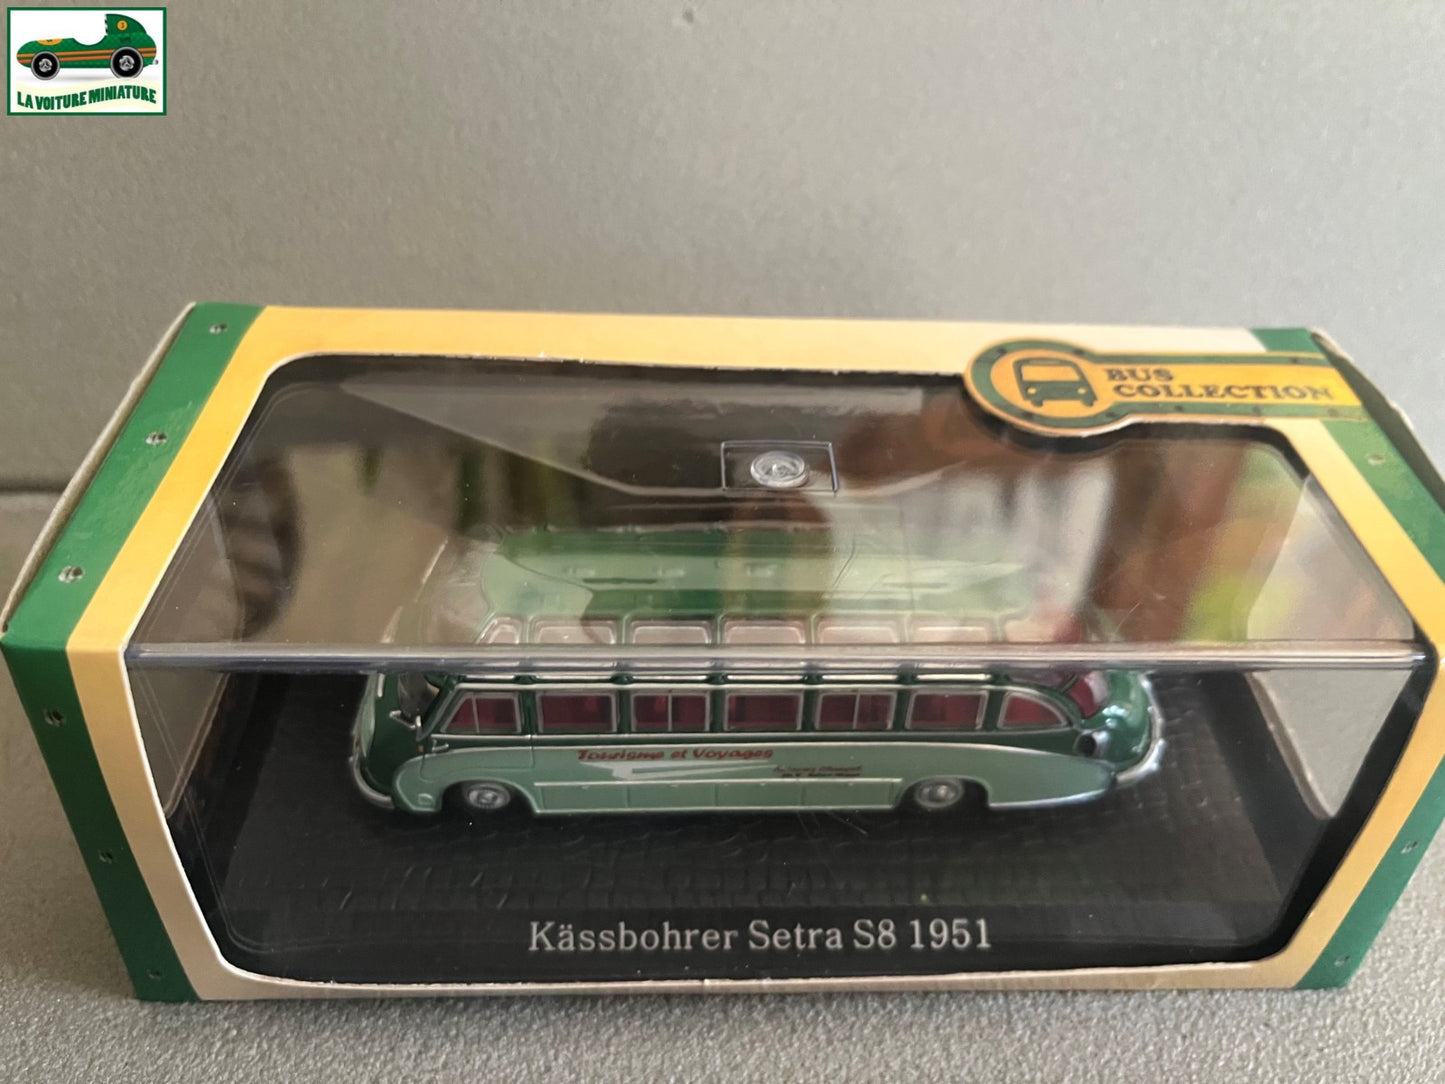 LA VOITURE MINIATURE
BUS
COLLECTION
Tourisme et Voyages
Kässbohrer Setra S8 1951